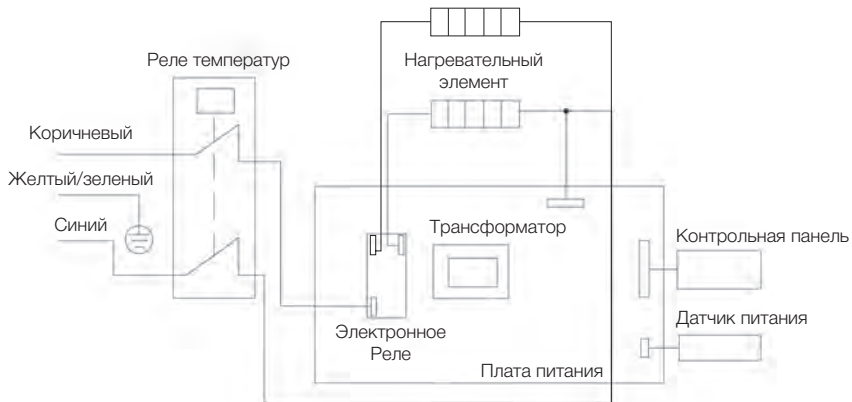 Реле температур
Нагревательный
элемент
Коричневый
Желтый/зеленый
Синий
Трансформатор
Контрольная панель
Электронное
Реле
Датчик питания
Плата питания